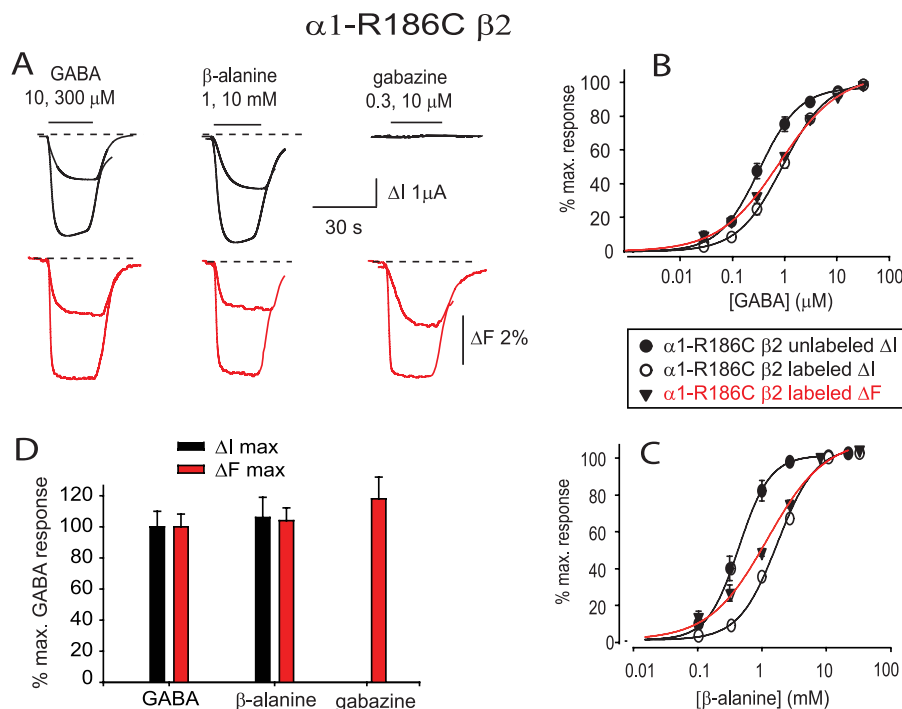 α1-R186C β2
A
GABA
10, 300 μM
β-alanine
1, 10 mM
gabazine
0.3, 10 μM
ΔI 1μA
30 s
ΔF 2%
B
% max. response
100
80
60
40
20
0
0.01 0.1 1 10 100
[GABA] (μM)
α1-R186C β2 unlabeled ΔI
α1-R186C β2 labeled ΔI
α1-R186C β2 labeled ΔF
D
ΔI max
ΔF max
% max. GABA response
120
100
80
60
40
20
0
GABA β-alanine gabazine
C
% max. response
100
80
60
40
20
0
0.1 1 10 100
[β-alanine] (mM)